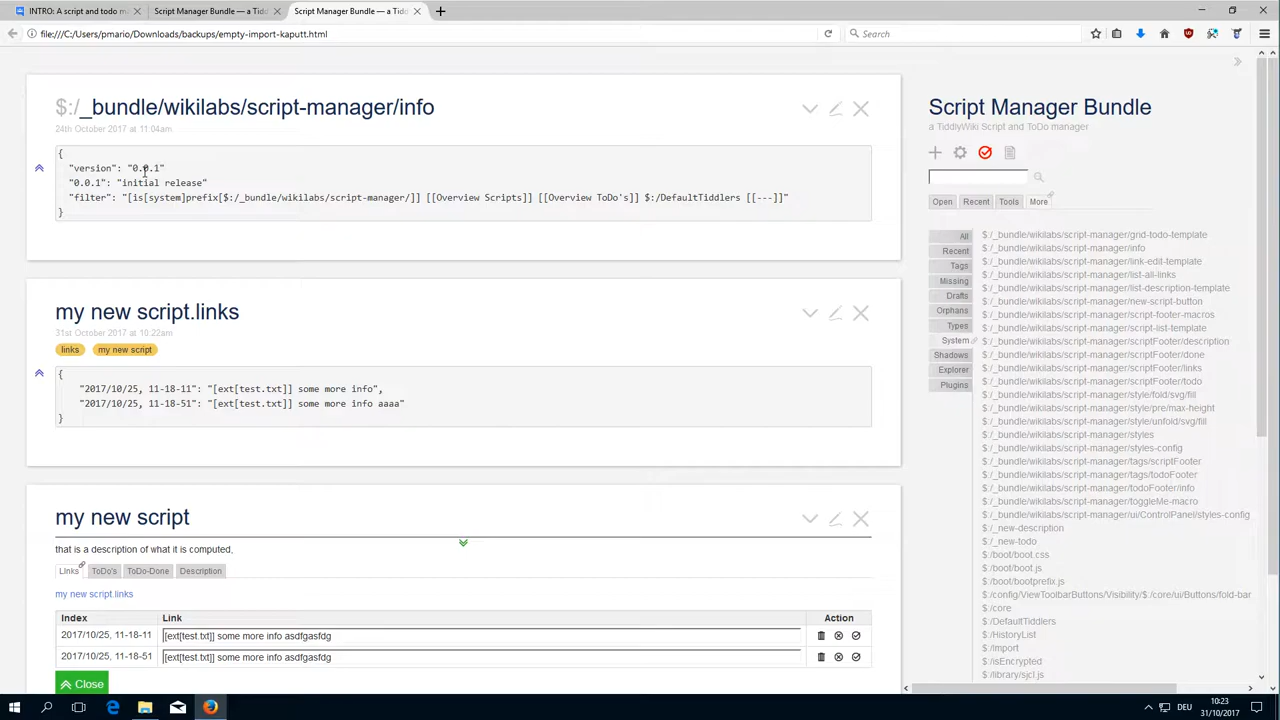 INTRO: A script and todo m
Script Manager Bundle — a Tiddl
Script Manager Bundle — a Tiddl
file:///C:/Users/pmario/Downloads/backups/empty-import-kaputt.html
Search
$:/_bundle/wikilabs/script-manager/info
24th October 2017 at 11:04am
{
"version": "0.0.1"
"0.0.1": "initial release"
"filter": "[is[system]prefix[$:/_bundle/wikilabs/script-manager/]] [[Overview Scripts]] [[Overview ToDo's]] $:/DefaultTiddlers [[---]]"
}
my new script.links
31st October 2017 at 10:22am
links
my new script
{
"2017/10/25, 11-18-11": "[ext[test.txt]] some more info",
"2017/10/25, 11-18-51": "[ext[test.txt]] some more info aaaa"
}
my new script
that is a description of what it is computed,
Links
ToDo's
ToDo-Done
Description
my new script.links
Index Link Action
2017/10/25, 11-18-11 [ext[test.txt]] some more info asdfgasfdg
2017/10/25, 11-18-51 [ext[test.txt]] some more info asdfgasfdg
Close
Script Manager Bundle
a TiddlyWiki Script and ToDo manager
Open
Recent
Tools
More
All
Recent
Tags
Missing
Drafts
Orphans
Types
System
Shadows
Explorer
Plugins
$:/_bundle/wikilabs/script-manager/grid-todo-template
$:/_bundle/wikilabs/script-manager/info
$:/_bundle/wikilabs/script-manager/link-edit-template
$:/_bundle/wikilabs/script-manager/list-all-links
$:/_bundle/wikilabs/script-manager/list-description-template
$:/_bundle/wikilabs/script-manager/new-script-button
$:/_bundle/wikilabs/script-manager/script-footer-macros
$:/_bundle/wikilabs/script-manager/script-list-template
$:/_bundle/wikilabs/script-manager/scriptFooter/description
$:/_bundle/wikilabs/script-manager/scriptFooter/done
$:/_bundle/wikilabs/script-manager/scriptFooter/links
$:/_bundle/wikilabs/script-manager/scriptFooter/todo
$:/_bundle/wikilabs/script-manager/style/fold/svg/fill
$:/_bundle/wikilabs/script-manager/style/pre/max-height
$:/_bundle/wikilabs/script-manager/style/unfold/svg/fill
$:/_bundle/wikilabs/script-manager/styles
$:/_bundle/wikilabs/script-manager/styles-config
$:/_bundle/wikilabs/script-manager/tags/scriptFooter
$:/_bundle/wikilabs/script-manager/tags/todoFooter
$:/_bundle/wikilabs/script-manager/todoFooter/info
$:/_bundle/wikilabs/script-manager/toggleMe-macro
$:/_bundle/wikilabs/script-manager/ui/ControlPanel/styles-config
$:/_new-description
$:/_new-todo
$:/boot/boot.css
$:/boot/boot.js
$:/boot/bootprefix.js
$:/config/ViewToolbarButtons/Visibility/$:/core/ui/Buttons/fold-bar
$:/core
$:/DefaultTiddlers
$:/HistoryList
$:/Import
$:/isEncrypted
$:/library/sjcl.js
DEU
10:23
31/10/2017